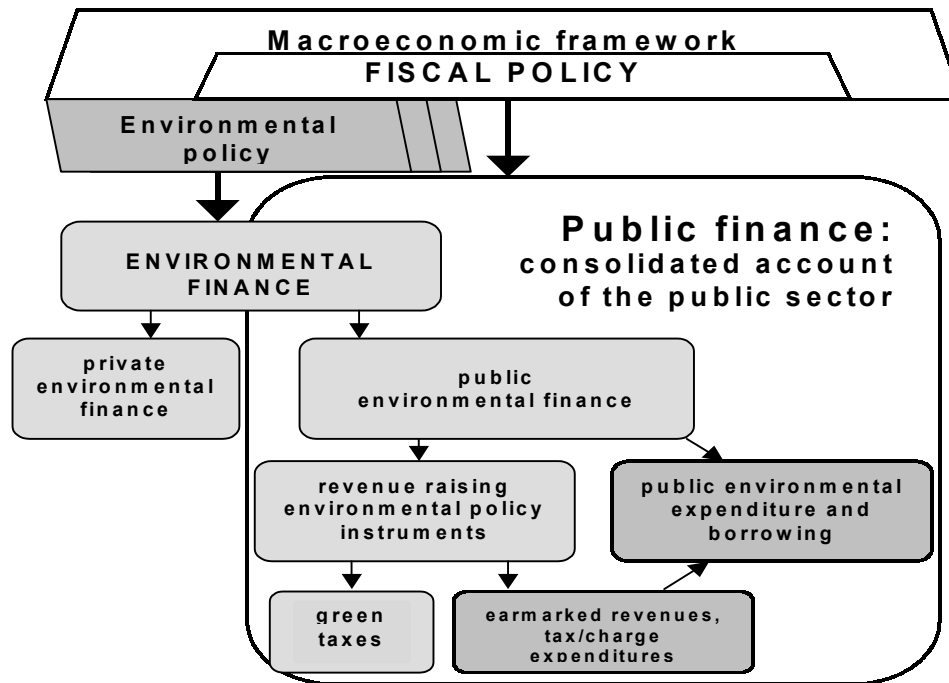 Macroeconomic framework
FISCAL POLICY
Environmental
policy
Public finance:
consolidated account
of the public sector
ENVIRONMENTAL
FINANCE
private
environmental
finance
public
environmental finance
revenue raising
environmental policy
instruments
public environmental
expenditure and
borrowing
green
taxes
earmarked revenues,
tax/charge
expenditures